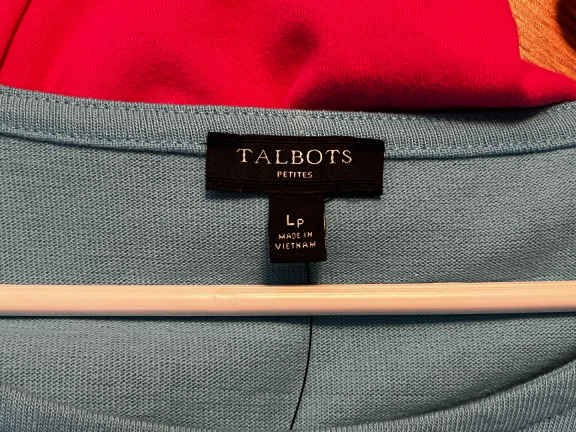 TALBOTS
PETITES
LP
MADE IN
VIETNAM